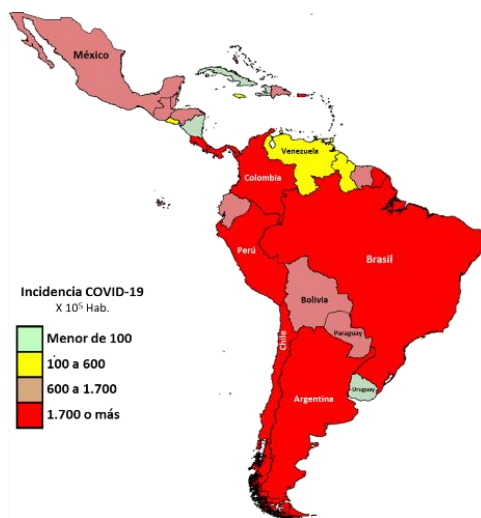 México
Venezuela
Colombia
Perú
Brasil
Bolivia
Paraguay
Chile
Uruguay
Argentina
Incidencia COVID-19
X 10⁵ Hab.
Menor de 100
100 a 600
600 a 1.700
1.700 o más